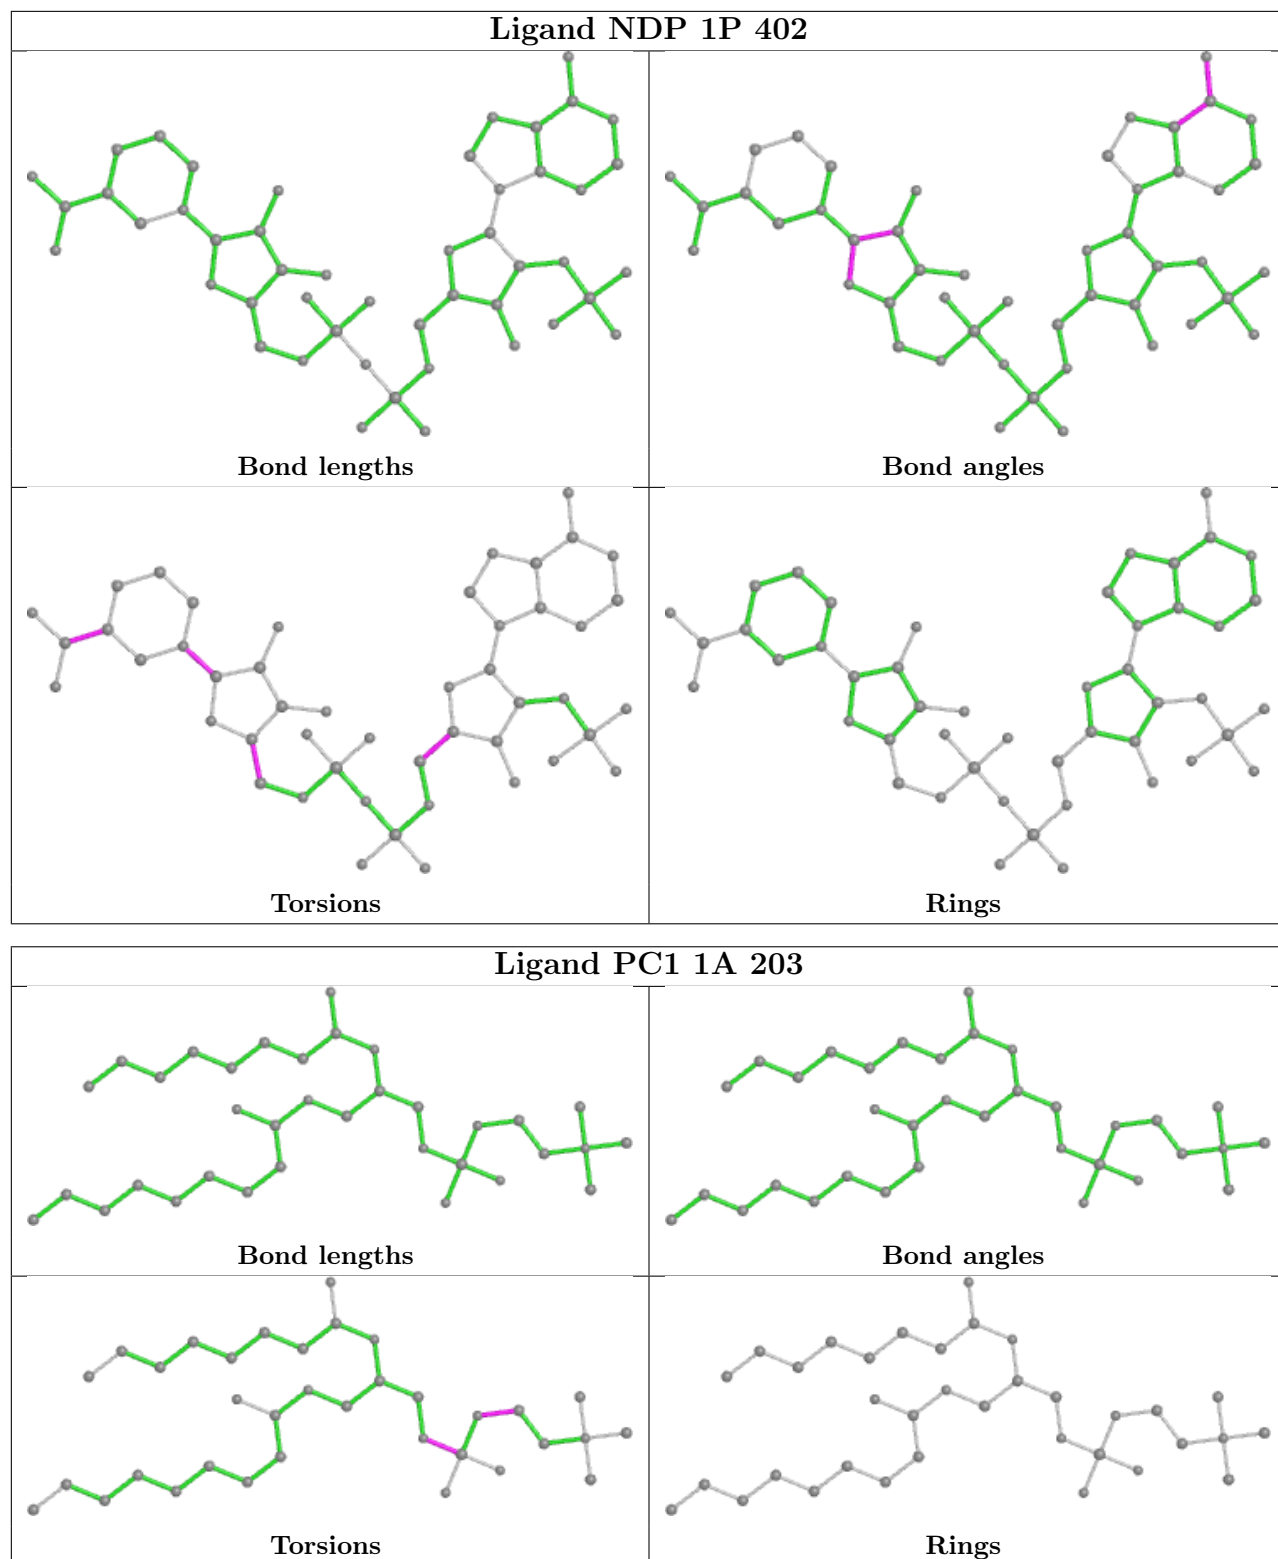 Ligand NDP 1P 402
Bond lengths
Bond angles
Torsions
Rings
Ligand PC1 1A 203
Bond lengths
Bond angles
Torsions
Rings